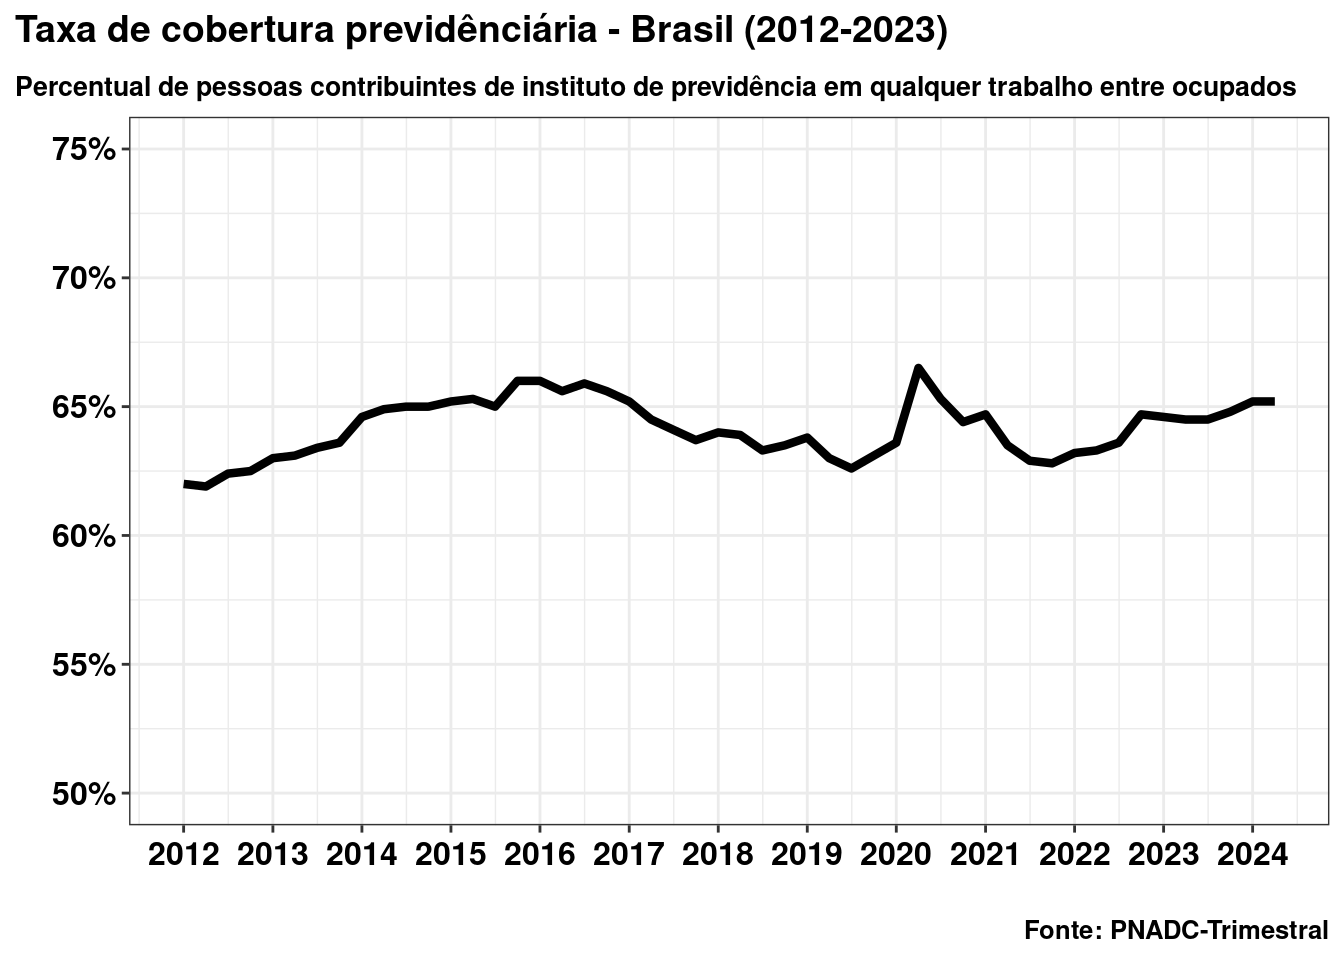 Taxa de cobertura previdênciária - Brasil (2012-2023)
Percentual de pessoas contribuintes de instituto de previdência em qualquer trabalho entre ocupados
75%
70%
65%
60%
55%
50%
2012 2013 2014 2015 2016 2017 2018 2019 2020 2021 2022 2023 2024
Fonte: PNADC-Trimestral